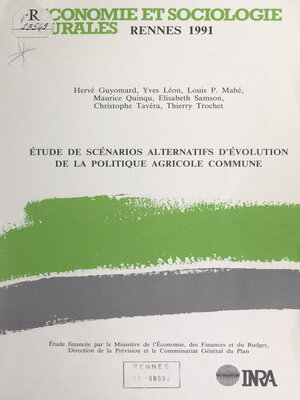 ÉCONOMIE ET SOCIOLOGIE
RURALES RENNES 1991
Hervé Guyomard, Yves Léon, Louis P. Mahé,
Maurice Quinqu, Elisabeth Samson,
Christophe Tavéra, Thierry Trochet
ÉTUDE DE SCÉNARIOS ALTERNATIFS D'ÉVOLUTION
DE LA POLITIQUE AGRICOLE COMMUNE
Étude financée par le Ministère de l'Économie, des Finances et du Budget,
Direction de la Prévision et le Commissariat Général du Plan
RENNES
INRA